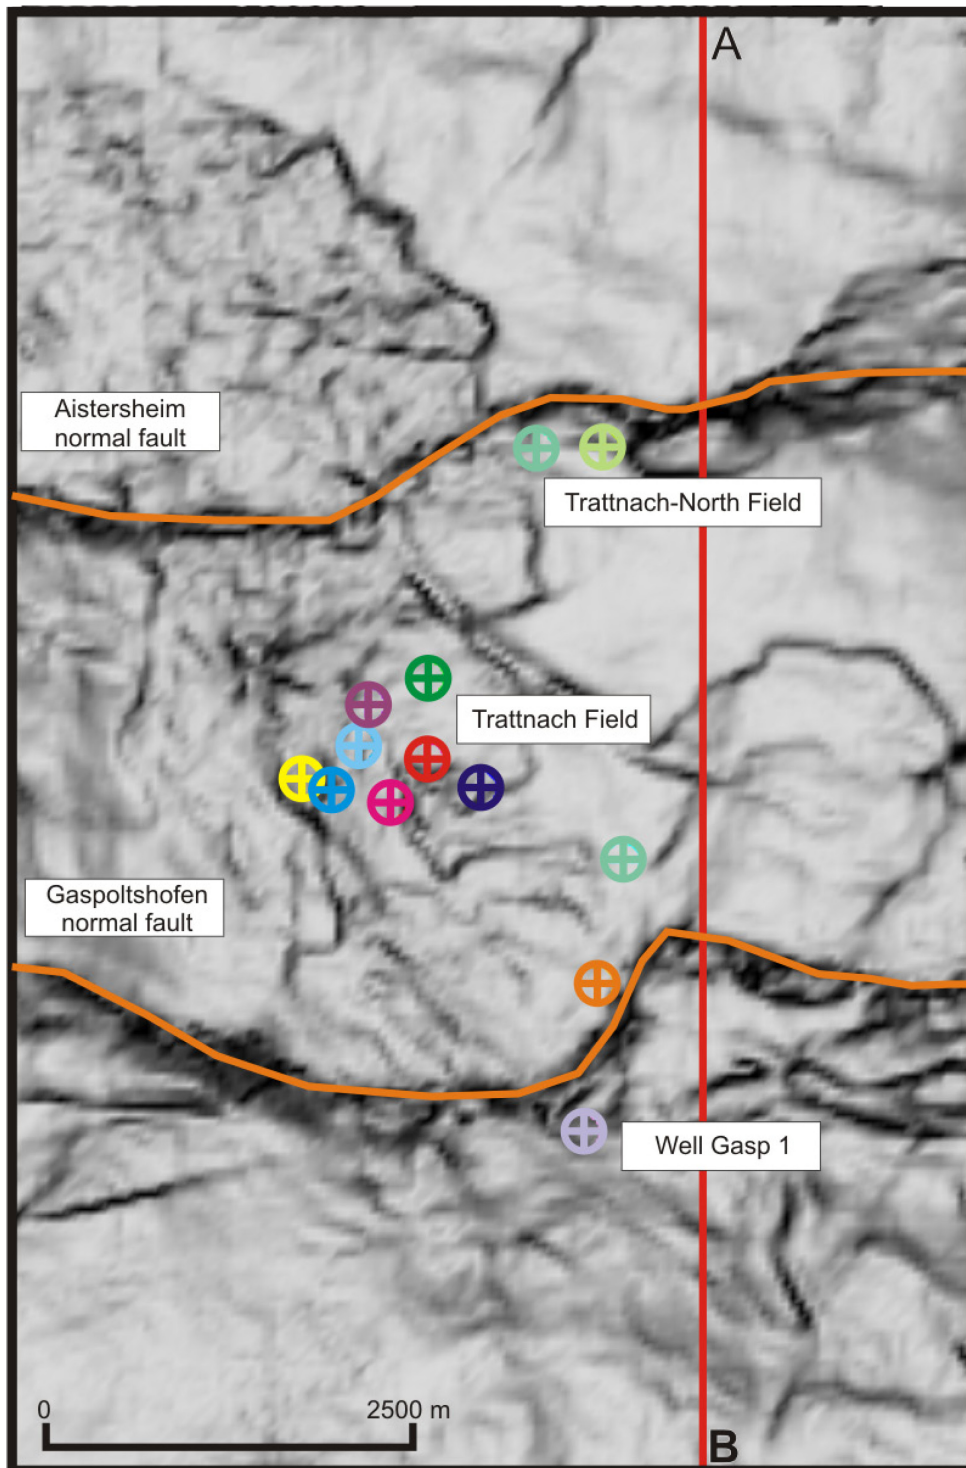 A
Aistersheim
normal fault
Trattnach-North Field
Trattnach Field
Gaspoltshofen
normal fault
Well Gasp 1
0 2500 m
B